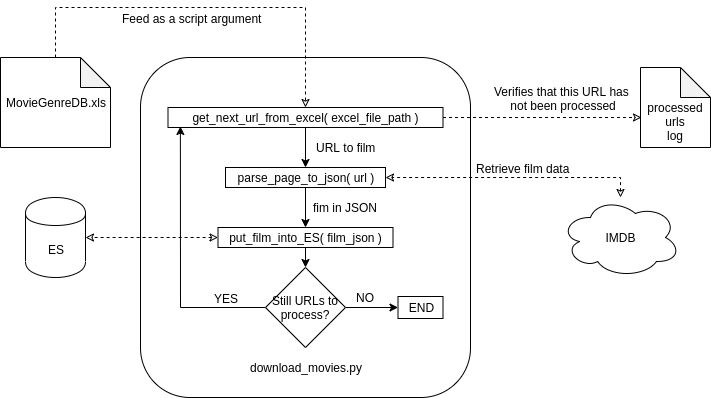 Feed as a script argument
MovieGenreDB.xls
get_next_url_from_excel( excel_file_path )
Verifies that this URL has
not been processed
processed
urls
log
URL to film
parse_page_to_json( url )
Retrieve film data
fim in JSON
ES
put_film_into_ES( film_json )
IMDB
YES
Still URLs to
process?
NO
END
download_movies.py